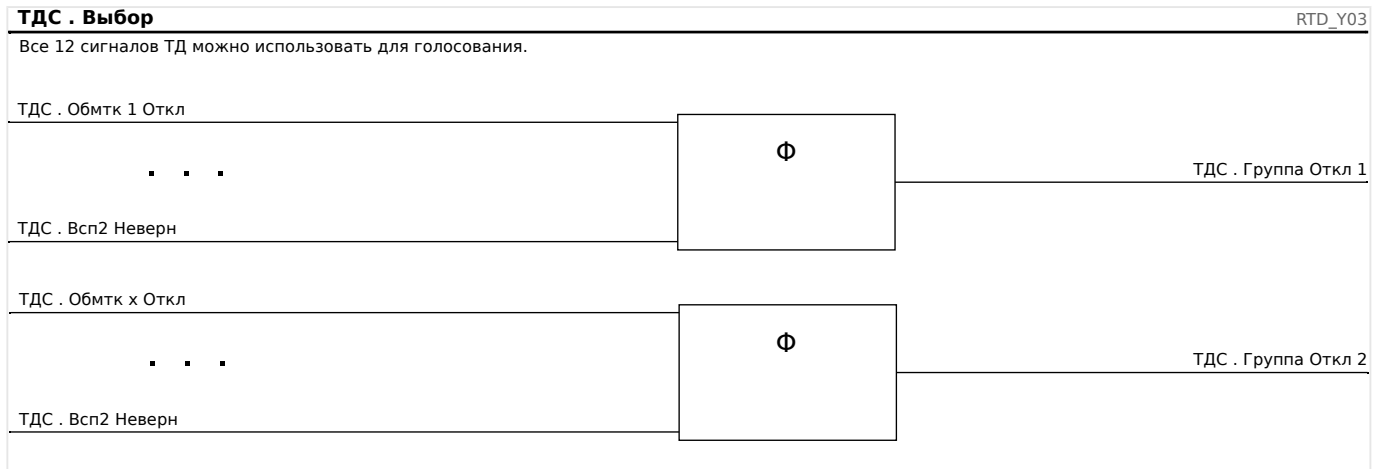 ТДС . Выбор
RTD_Y03
Все 12 сигналов ТД можно использовать для голосования.
ТДС . Обмтк 1 Откл
Φ
ТДС . Группа Откл 1
. . .
ТДС . Всп2 Неверн
ТДС . Обмтк x Откл
Φ
ТДС . Группа Откл 2
. . .
ТДС . Всп2 Неверн